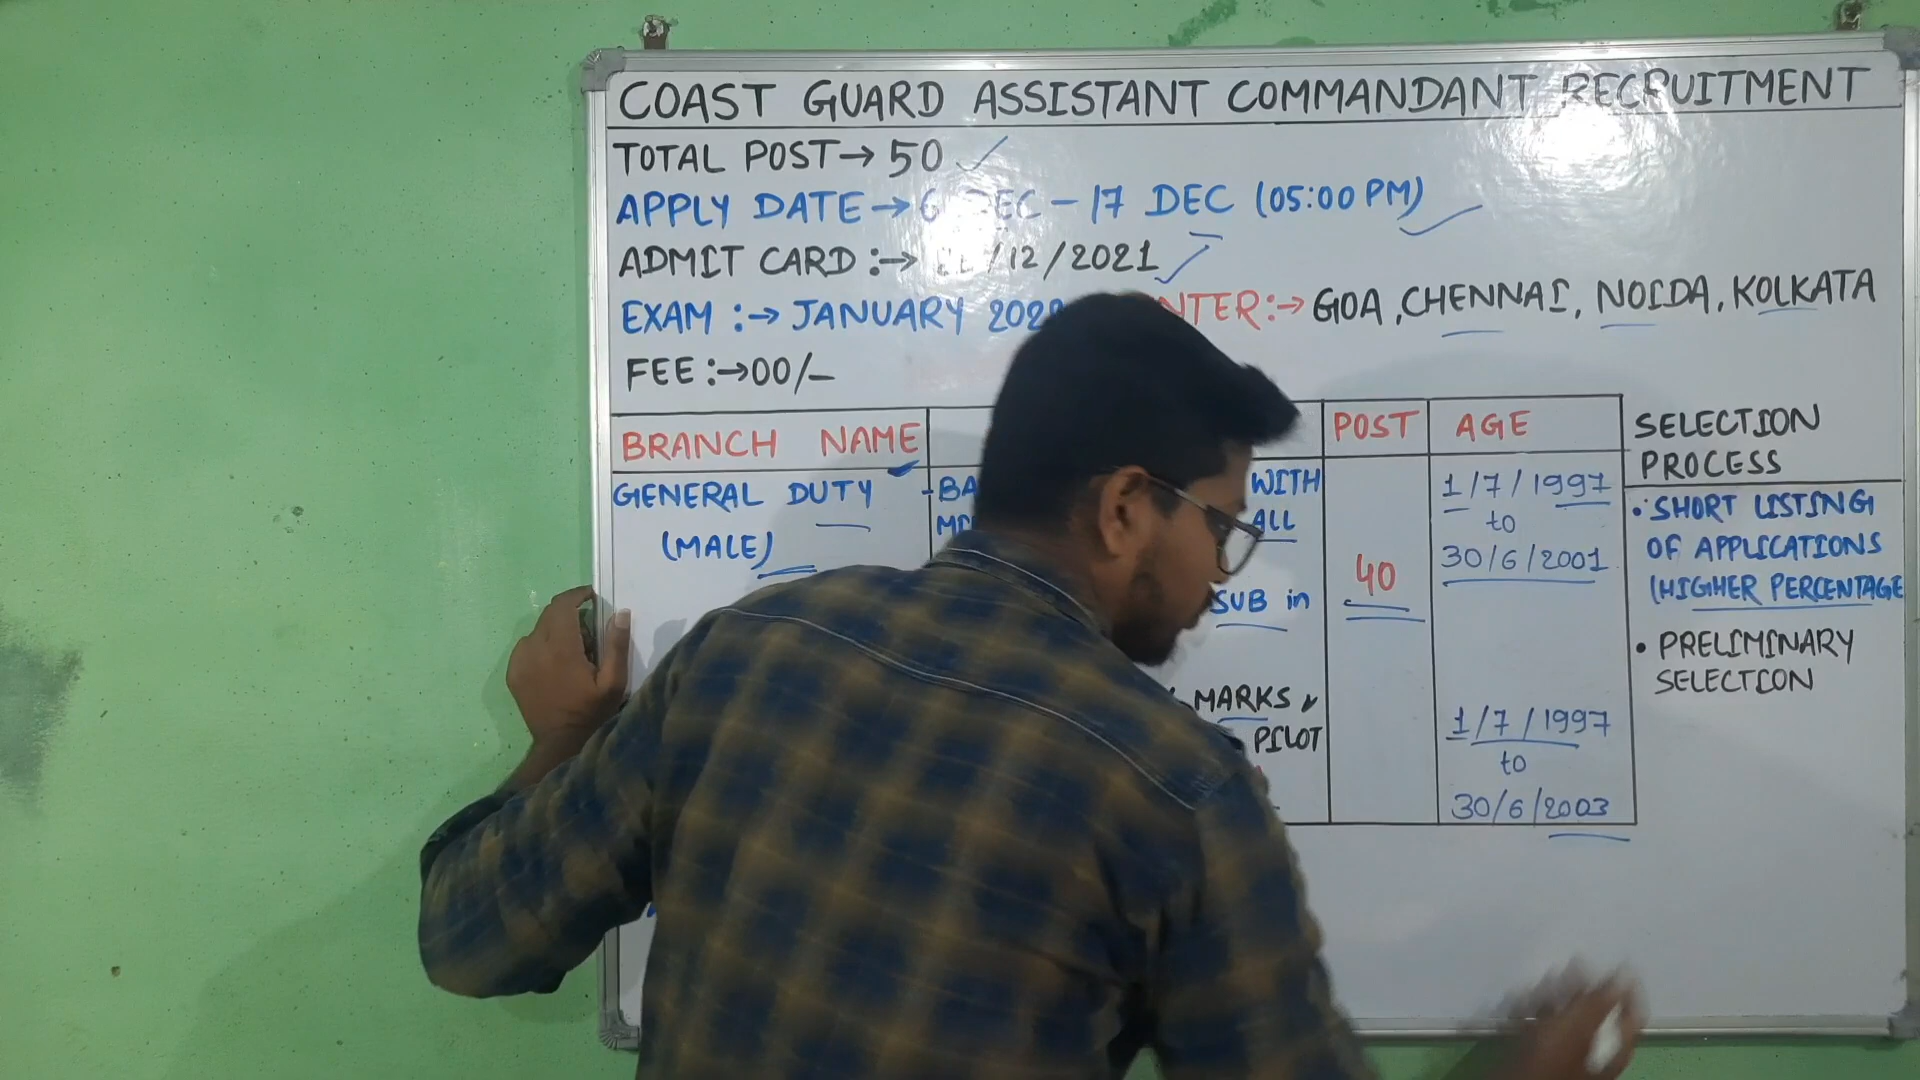 COAST GUARD ASSISTANT COMMANDANT RECRUITMENT
TOTAL POST→ 50
APPLY DATE→ 6 DEC - 17 DEC (05:00 PM)
ADMIT CARD :→ /12/2021
EXAM :→ JANUARY 202 NTER:→ GOA, CHENNAI, NOIDA, KOLKATA
FEE :→00/-
BRANCH NAME POST AGE SELECTION PROCESS
GENERAL DUTY
(MALE)
WITH
ALL
SUB in
MARKS
PILOT
40
1/7/1997
to
30/6/2001
1/7/1997
to
30/6/2003
• SHORT LISTING
OF APPLICATIONS
(HIGHER PERCENTAGE
• PRELIMINARY
SELECTION